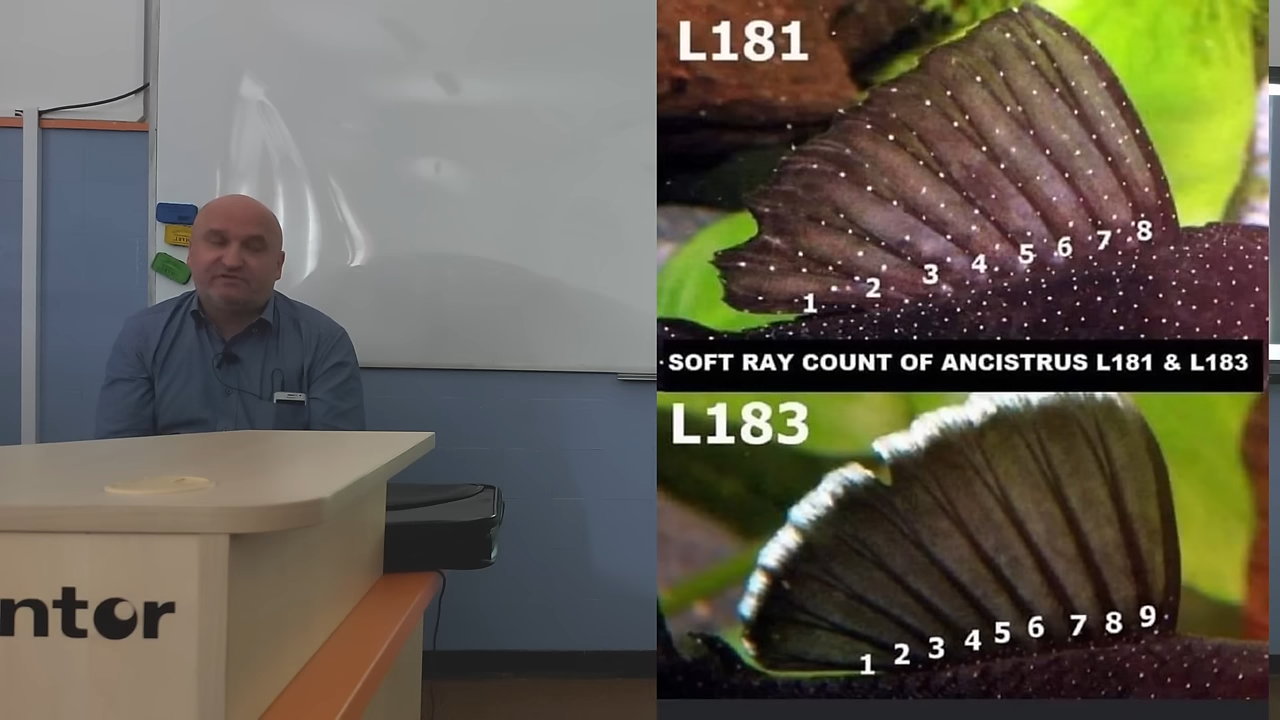 ntor
L181
1 2 3 4 5 6 7 8
SOFT RAY COUNT OF ANCISTRUS L181 & L183
L183
1 2 3 4 5 6 7 8 9